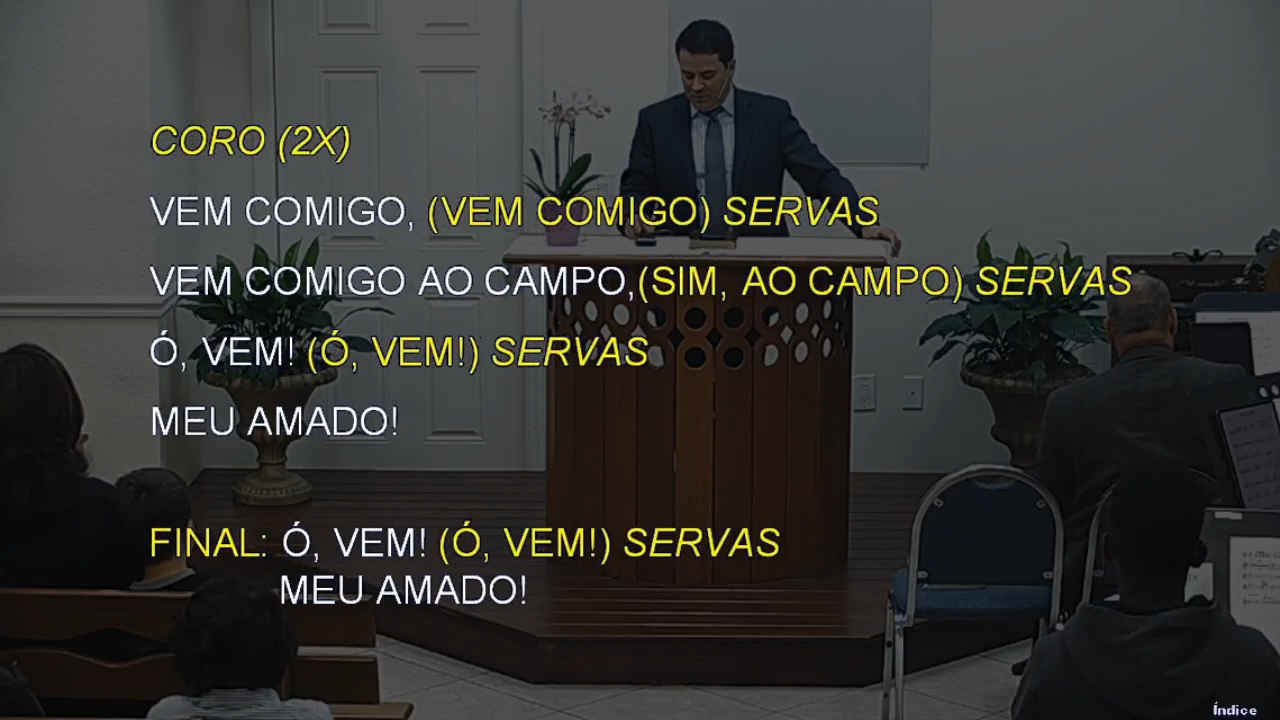 CORO (2X)
VEM COMIGO, (VEM COMIGO) SERVAS
VEM COMIGO AO CAMPO,(SIM, AO CAMPO) SERVAS
Ó, VEM! (Ó, VEM!) SERVAS
MEU AMADO!
FINAL: Ó, VEM! (Ó, VEM!) SERVAS
MEU AMADO!
Índice